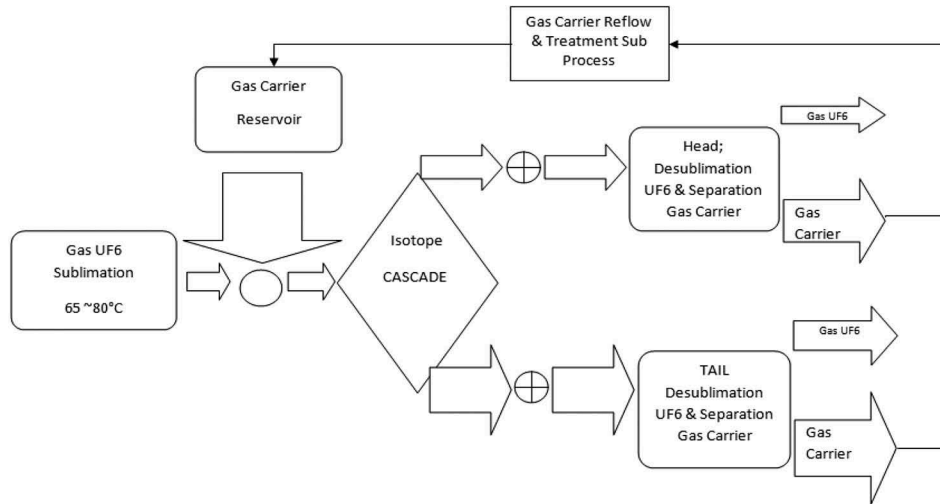 Gas Carrier Reflow
& Treatment Sub
Process
Gas Carrier
Reservoir
Gas UF6
Head;
Desublimation
UF6 & Separation
Gas Carrier
Gas
Carrier
Gas UF6
Sublimation
65 ~80°C
Isotope
CASCADE
Gas UF6
TAIL
Desublimation
UF6 & Separation
Gas Carrier
Gas
Carrier